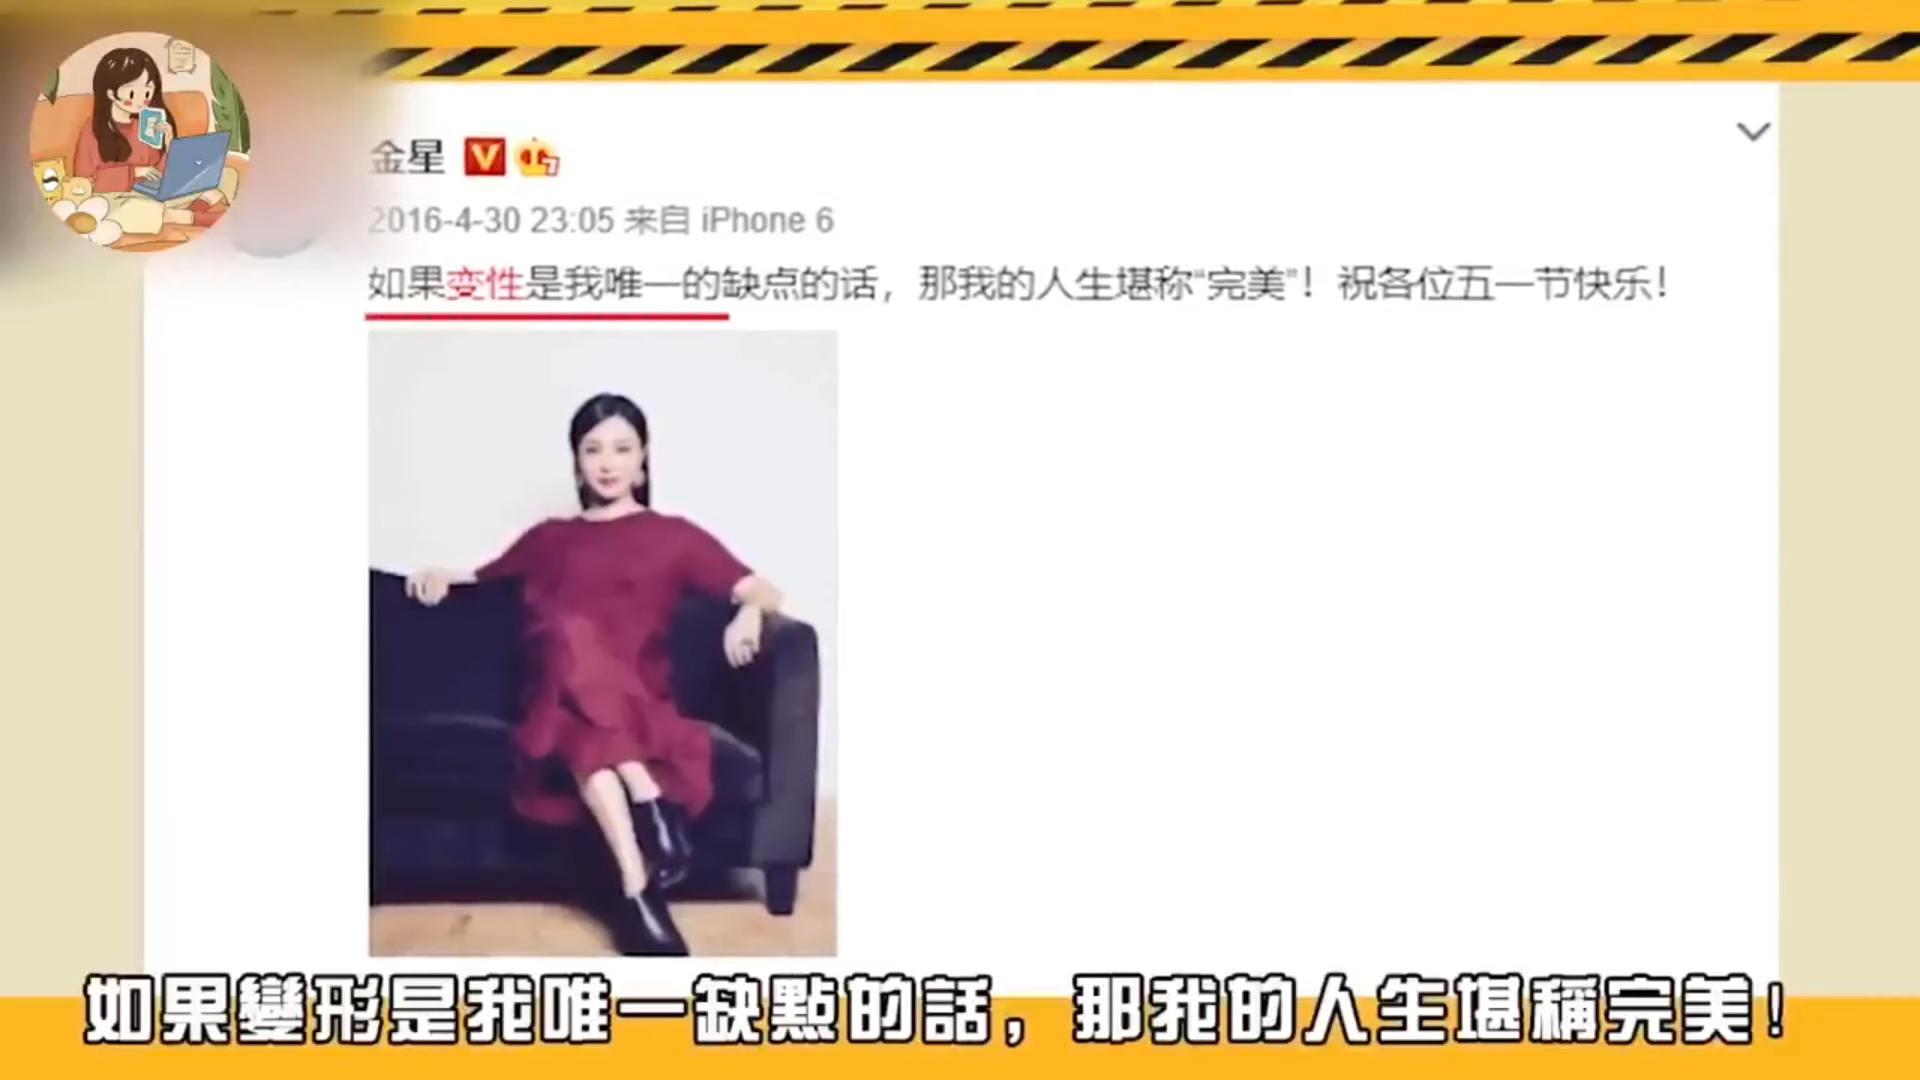 金星
2016-4-30 23:05 来自 iPhone 6
如果变性是我唯一的缺点的话，那我的人生堪称“完美”！祝各位五一节快乐！
如果變形是我唯一缺點的話，那我的人生堪稱完美！